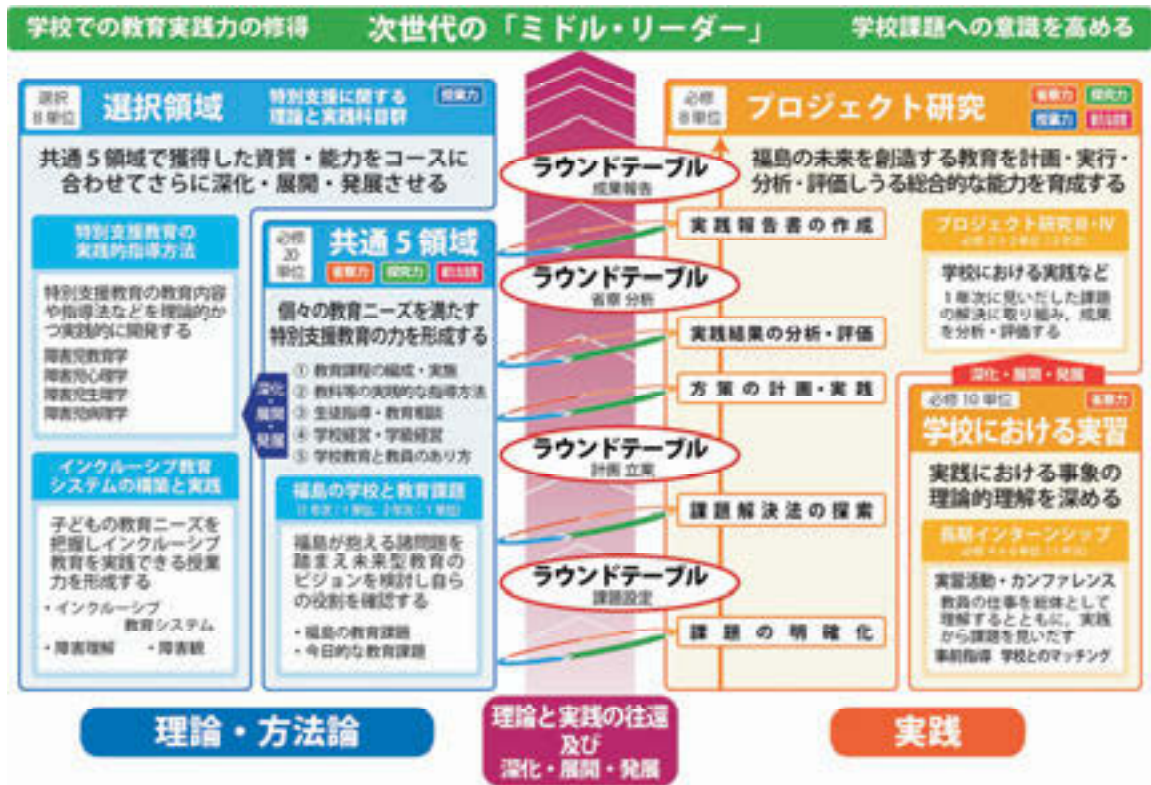 学校での教育実践力の修得
次世代の「ミドル・リーダー」
学校課題への意識を高める
選択
8単位
選択領域
特別支援に関する
理論と実践科目群
授業力
共通5領域で獲得した資質・能力をコースに
合わせてさらに深化・展開・発展させる
特別支援教育の
実践的指導方法
特別支援教育の教育内容
や指導法などを理論的か
つ実践的に開発する
障害児教育学
障害児心理学
障害児生理学
障害児病理学
インクルーシブ教育
システムの構築と実践
子どもの教育ニーズを
把握しインクルーシブ
教育を実践できる授業
力を形成する
・インクルーシブ
教育システム
・障害理解 ・障害観
必修
20
単位
共通5領域
省察力 探究力
個々の教育ニーズを満たす
特別支援教育の力を形成する
① 教育課程の編成・実施
② 教科等の実践的な指導方法
③ 生徒指導・教育相談
④ 学校経営・学級経営
⑤ 学校教育と教員のあり方
深化・展開・発展
福島の学校と教育課題
福島が抱える諸問題を
踏まえ未来型教育の
ビジョンを検討し自ら
の役割を確認する
・福島の教育課題
・今日的な教育課題
理論・方法論
ラウンドテーブル
成果報告
ラウンドテーブル
省察 分析
ラウンドテーブル
計画 立案
ラウンドテーブル
課題設定
理論と実践の往還
及び
深化・展開・発展
必修
8単位
プロジェクト研究
省察力 探究力
授業力
福島の未来を創造する教育を計画・実行・
分析・評価しうる総合的な能力を育成する
実践報告書の作成
実践結果の分析・評価
方策の計画・実践
課題解決法の探索
課題の明確化
プロジェクト研究Ⅲ・Ⅳ
学校における実践など
1年次に見いだした課題
の解決に取り組み、成果
を分析・評価する
深化・展開・発展
必修10単位
省察力
学校における実習
実践における事象の
理論的理解を深める
長期インターンシップ
実習活動・カンファレンス
教員の仕事を総体として
理解するとともに、実践
から課題を見いだす
事前指導 学校とのマッチング
実践